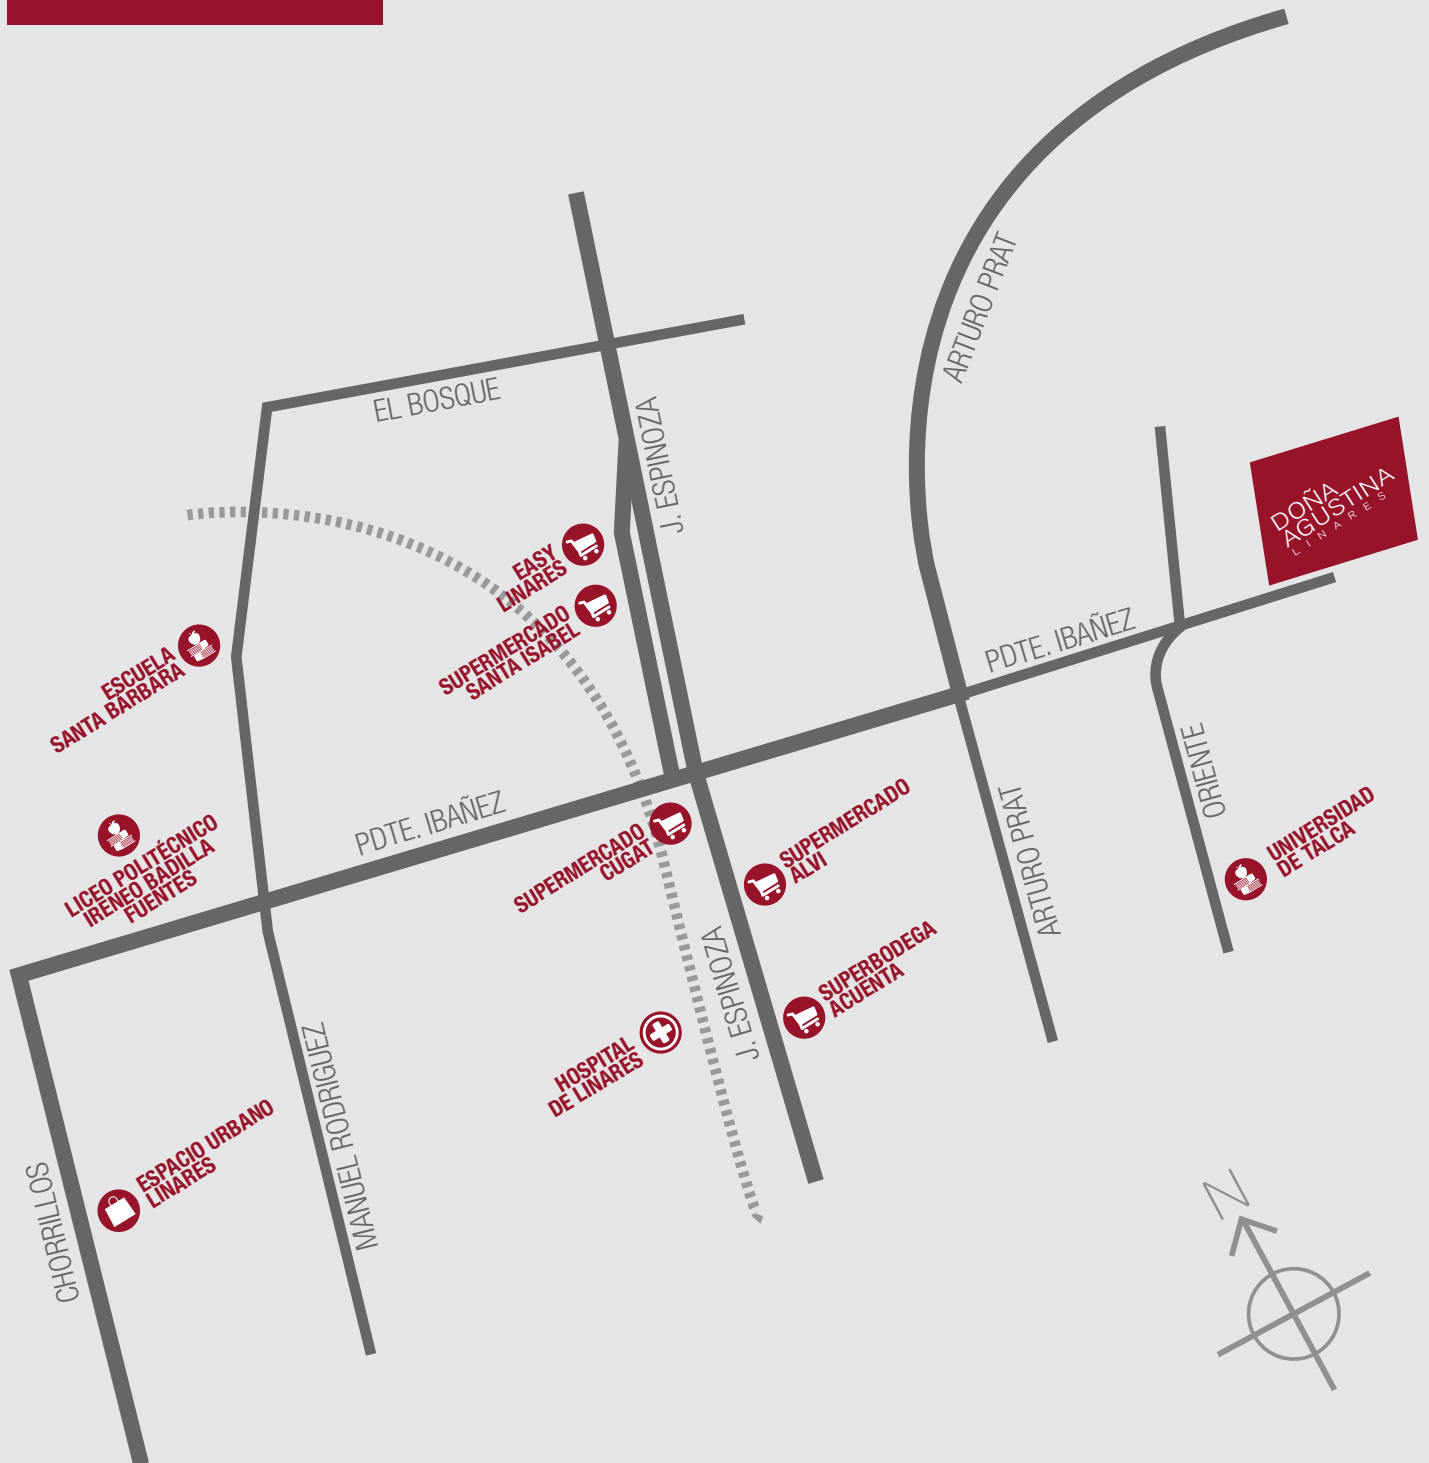 ARTURO PRAT
EL BOSQUE
J. ESPINOZA
DOÑA
AGUSTINA
LINARES
EASY
LINARES
SUPERMERCADO
SANTA ISABEL
ESCUELA
SANTA BÁRBARA
PDTE. IBAÑEZ
ORIENTE
PDTE. IBAÑEZ
LICEO POLITÉCNICO
IRENEO BADILLA
FUENTES
SUPERMERCADO
CUGAT
SUPERMERCADO
ALVI
ARTURO PRAT
UNIVERSIDAD
DE TALCA
J. ESPINOZA
SUPERBODEGA
ACUENTA
HOSPITAL
DE LINARES
MANUEL RODRIGUEZ
ESPACIO URBANO
LINARES
CHORRILLOS
N